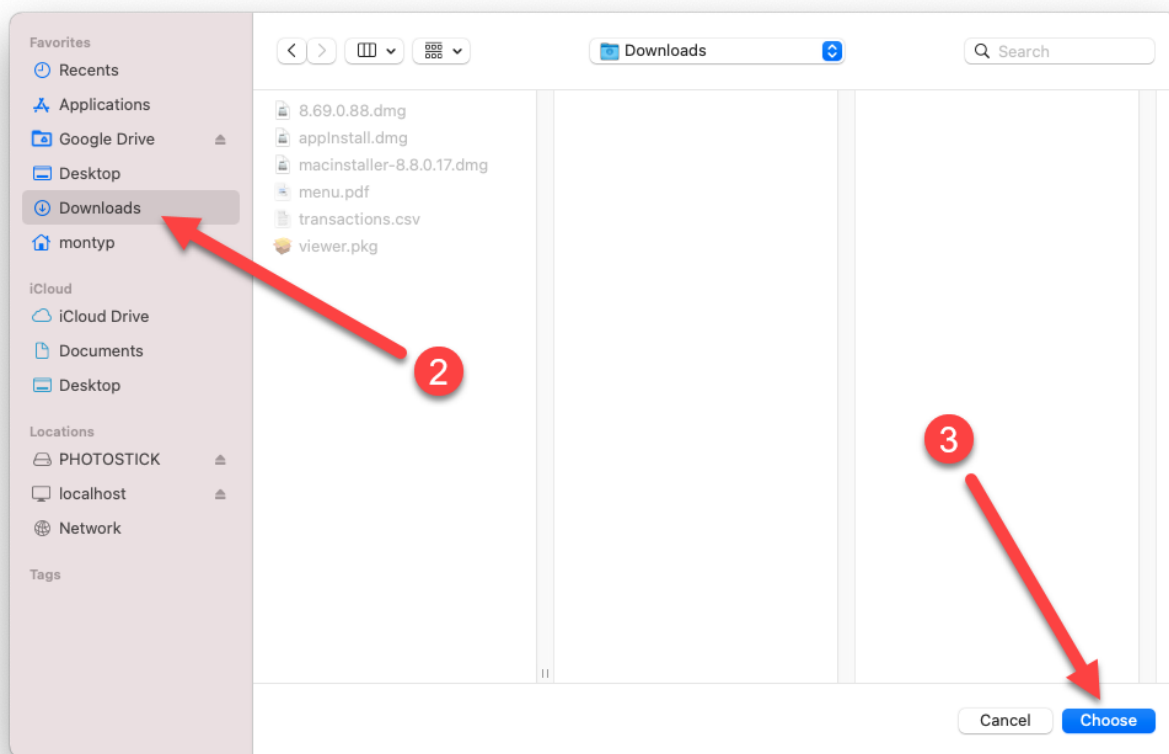 Favorites
Recents
Applications
Google Drive
Desktop
Downloads
montyp
iCloud
iCloud Drive
Documents
Desktop
Locations
PHOTOSTICK
localhost
Network
Tags
Downloads
Search
8.69.0.88.dmg
appInstall.dmg
macinstaller-8.8.0.17.dmg
menu.pdf
transactions.csv
viewer.pkg
2
3
Cancel
Choose